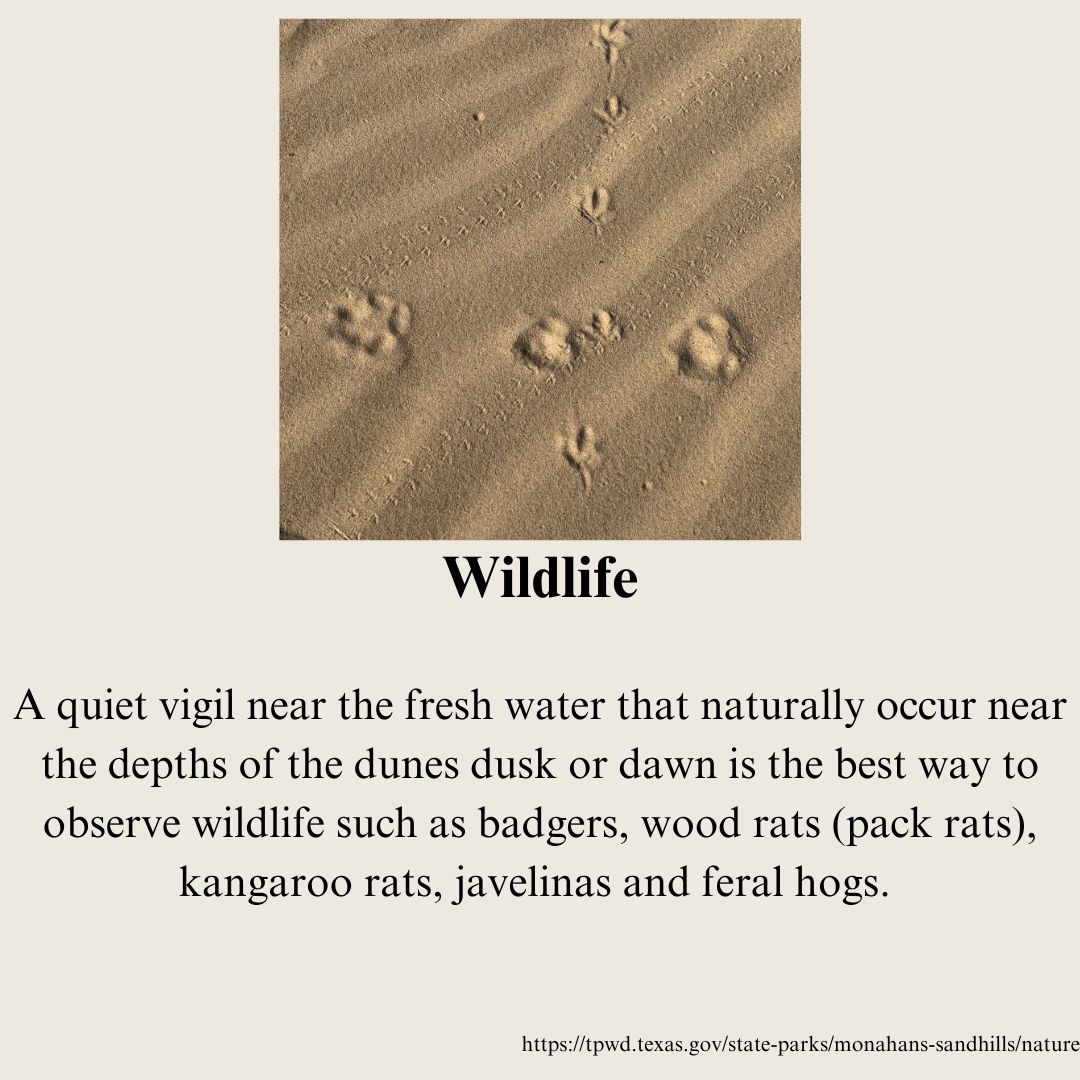 Wildlife
A quiet vigil near the fresh water that naturally occur near
the depths of the dunes dusk or dawn is the best way to
observe wildlife such as badgers, wood rats (pack rats),
kangaroo rats, javelinas and feral hogs.
https://tpwd.texas.gov/state-parks/monahans-sandhills/nature